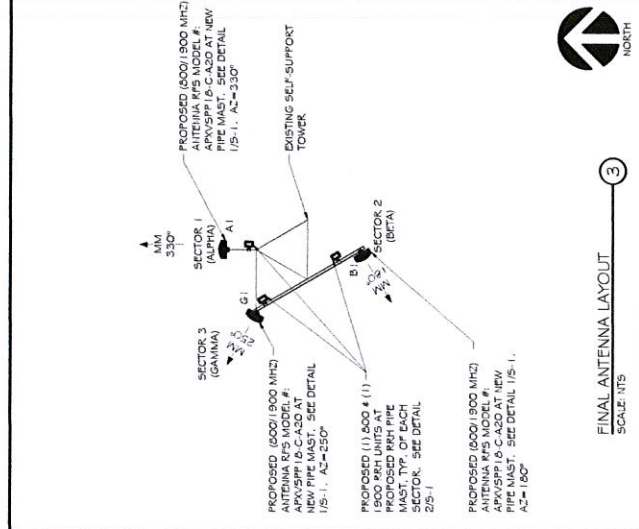 PROPOSED (800/1900 MHZ)
ANTENNA RFS MODEL #:
APXVSPP18-C-A20 AT NEW
PIPE MAST. SEE DETAIL
1/S-1. AZ=330°
EXISTING SELF-SUPPORT
TOWER
MM
330°
SECTOR 1
(ALPHA)
A1
SECTOR 2
(BETA)
B1
MM
180°
G1
MM
250°
SECTOR 3
(GAMMA)
PROPOSED (800/1900 MHZ)
ANTENNA RFS MODEL #:
APXVSPP18-C-A20 AT
NEW PIPE MAST. SEE DETAIL
1/S-1. AZ=250°
PROPOSED (1) 800 & (1)
1900 RRH UNITS AT
PROPOSED RRH PIPE
MAST, TYP. OF EACH
SECTOR. SEE DETAIL
2/S-1
PROPOSED (800/1900 MHZ)
ANTENNA RFS MODEL #:
APXVSPP18-C-A20 AT NEW
PIPE MAST. SEE DETAIL 1/S-1.
AZ=180°
NORTH
FINAL ANTENNA LAYOUT
SCALE: NTS
3